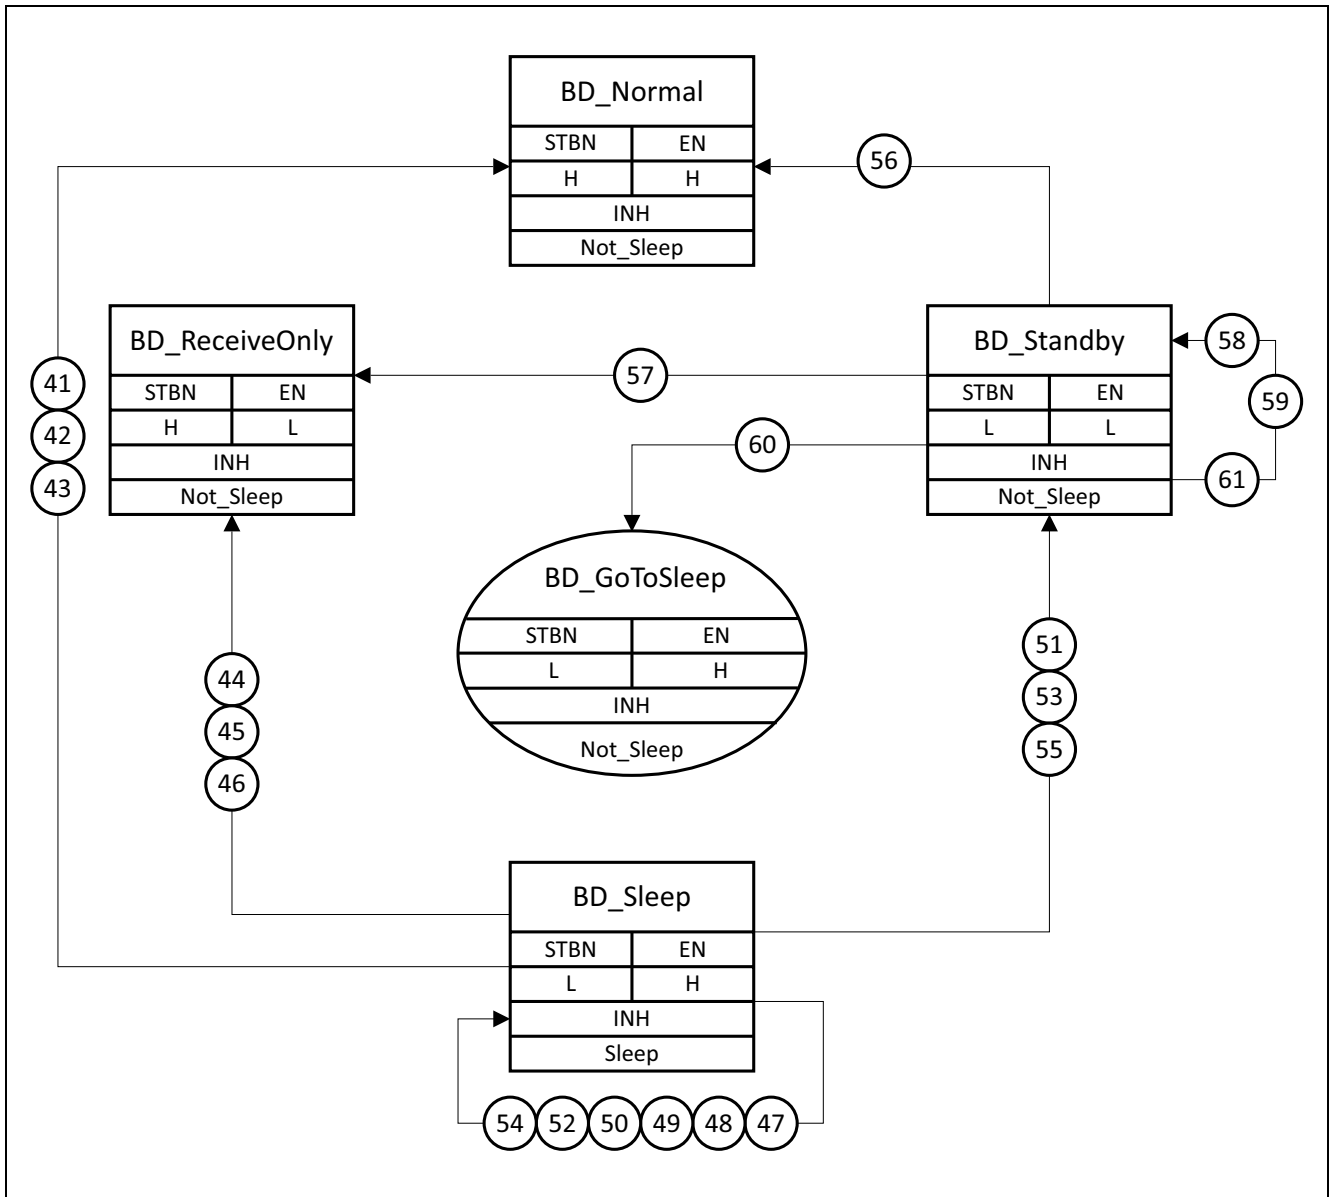 BD_Normal
STBN EN
H H
INH
Not_Sleep
56
BD_ReceiveOnly
STBN EN
H L
INH
Not_Sleep
BD_Standby
STBN EN
L L
INH
Not_Sleep
58
59
61
57
60
41
42
43
BD_GoToSleep
STBN EN
L H
INH
Not_Sleep
44
45
46
51
53
55
BD_Sleep
STBN EN
L H
INH
Sleep
54 52 50 49 48 47